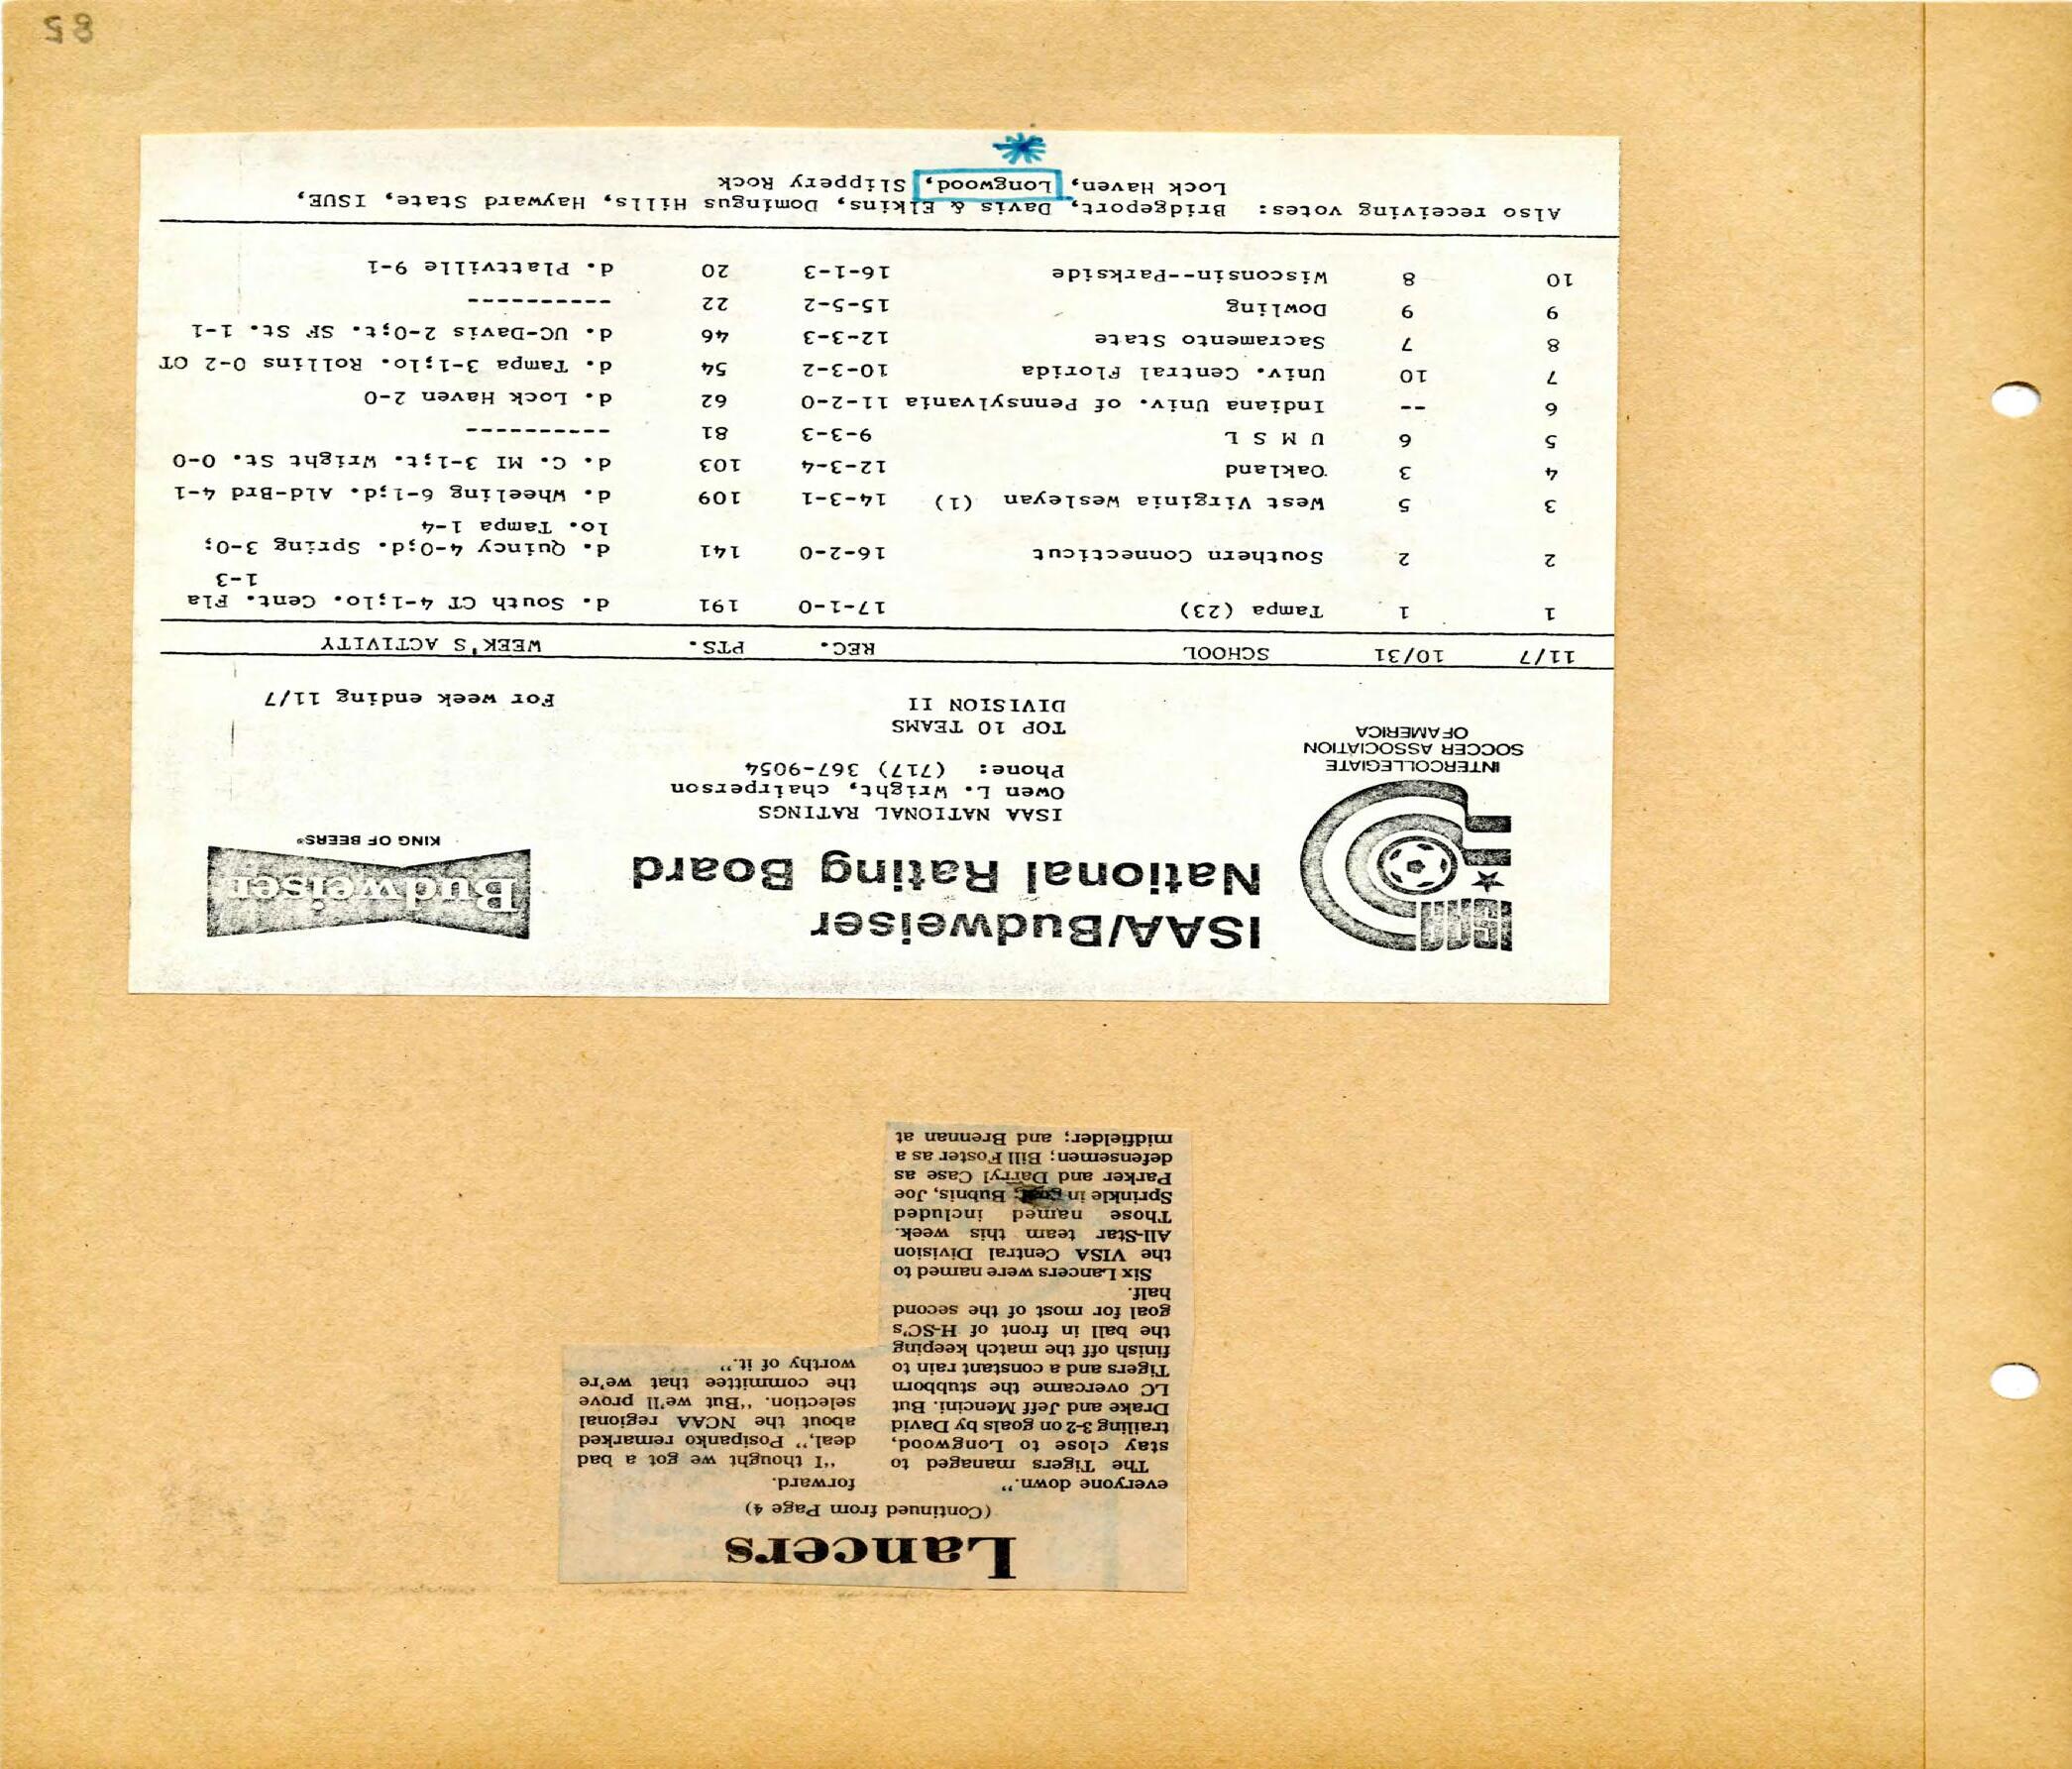 Lancers
(Continued from Page 4)
everyone down."
The Tigers managed to
stay close to Longwood,
trailing 3-2 on goals by David
Drake and Jeff Mencini. But
LC overcame the stubborn
Tigers and a constant rain to
finish off the match keeping
the ball in front of H-SC's
goal for most of the second
half.
Six Lancers were named to
the VISA Central Division
All-Star team this week.
Those named included
Sprinkle in Bubnis, Joe
Parker and Darryl Case as
defensemen; Bill Foster as a
midfielder; and Brennan at
forward.
"I thought we got a bad
deal," Posipanko remarked
about the NCAA regional
selection. "But we'll prove
the committee that we're
worthy of it."
ISAA
INTERCOLLEGIATE
SOCCER ASSOCIATION
OF AMERICA
ISAA/Budweiser
National Rating Board
Budweiser
KING OF BEERS®
ISAA NATIONAL RATINGS
Owen L. Wright, chairperson
Phone: (717) 367-9054
TOP 10 TEAMS
DIVISION II
For week ending 11/7
11/7 10/31 SCHOOL REC. PTS. WEEK'S ACTIVITY
1 1 Tampa (23) 17-1-0 191 d. South CT 4-1;lo. Cent. Fla
1-3
2 2 Southern Connecticut 16-2-0 141 d. Quincy 4-0;d. Spring 3-0;
lo. Tampa 1-4
3 5 West Virginia Wesleyan (1) 14-3-1 109 d. Wheeling 6-1;d. Ald-Brd 4-1
4 3 Oakland 12-3-4 103 d. C. MI 3-1;t. Wright St. 0-0
5 6 U M S L 9-3-3 81 ----------
6 -- Indiana Univ. of Pennsylvania 11-2-0 62 d. Lock Haven 2-0
7 10 Univ. Central Florida 10-3-2 54 d. Tampa 3-1;lo. Rollins 0-2 OT
8 7 Sacramento State 12-3-3 46 d. UC-Davis 2-0;t. SF St. 1-1
9 9 Dowling 15-5-2 22 ----------
10 8 Wisconsin--Parkside 16-1-3 20 d. Plattville 9-1
Also receiving votes: Bridgeport, Davis & Elkins, Domingus Hills, Hayward State, ISUE,
Lock Haven, Longwood, Slippery Rock
85